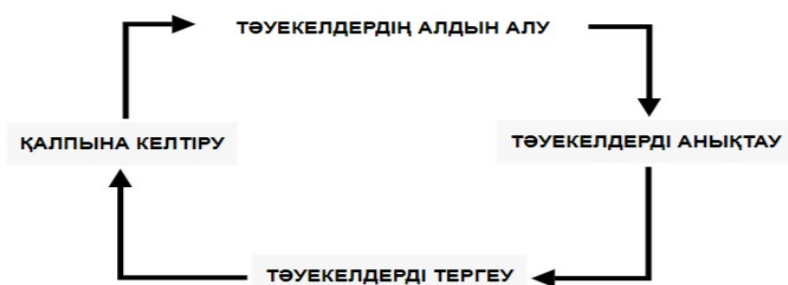 ТӘУЕКЕЛДЕРДІҢ АЛДЫН АЛУ
ҚАЛПЫНА КЕЛТІРУ
ТӘУЕКЕЛДЕРДІ АНЫҚТАУ
ТӘУЕКЕЛДЕРДІ ТЕРГЕУ